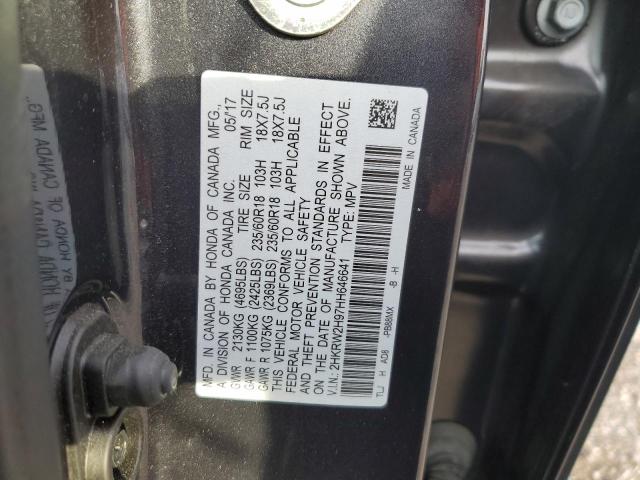 MFD. IN CANADA BY HONDA OF CANADA MFG.,
A DIVISION OF HONDA CANADA INC. 05/17
TIRE SIZE RIM SIZE
GVWR 2130KG (4695LBS)
GAWR F 1100KG (2425LBS) 235/60R18 103H 18X7.5J
GAWR R 1075KG (2369LBS) 235/60R18 103H 18X7.5J
THIS VEHICLE CONFORMS TO ALL APPLICABLE
FEDERAL MOTOR VEHICLE SAFETY
AND THEFT PREVENTION STANDARDS IN EFFECT
ON THE DATE OF MANUFACTURE SHOWN ABOVE.
V.I.N.: 2HKRW2H97HH646641 TYPE: MPV
TLJ H AD8 -PB88MX -B -H
MADE IN CANADA